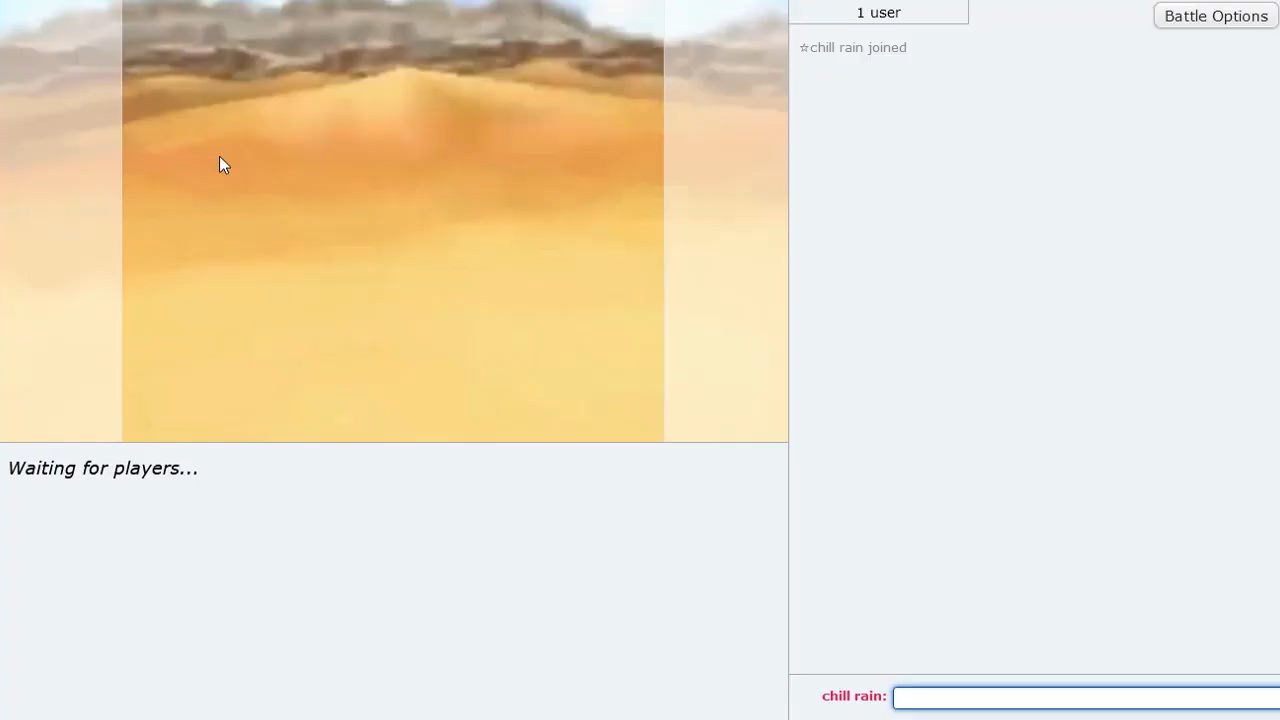 1 user
Battle Options
☆chill rain joined
Waiting for players...
chill rain: